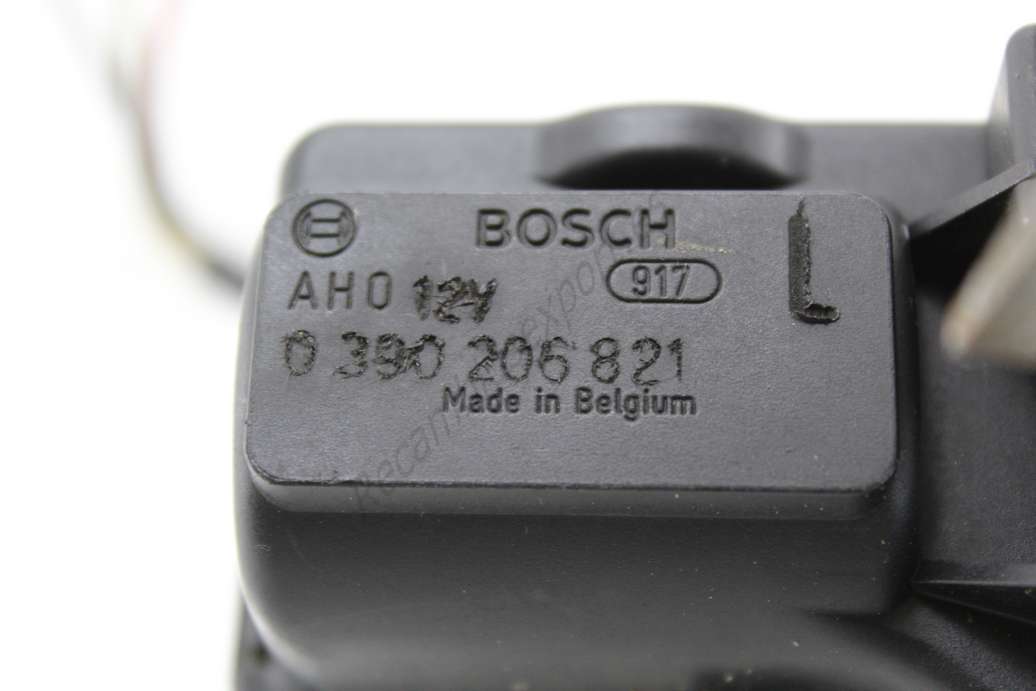 BOSCH L
AHO 12V 917
0 390 206 821
Made in Belgium